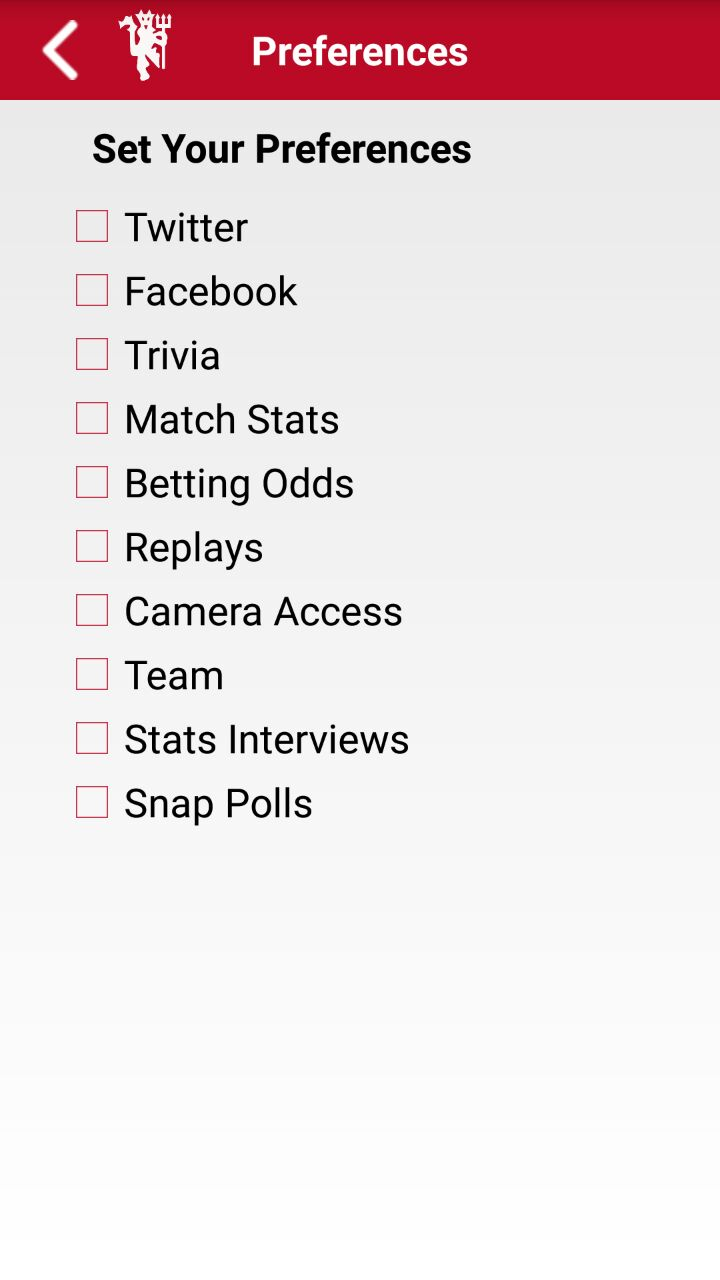 Preferences
Set Your Preferences
Twitter
Facebook
Trivia
Match Stats
Betting Odds
Replays
Camera Access
Team
Stats Interviews
Snap Polls